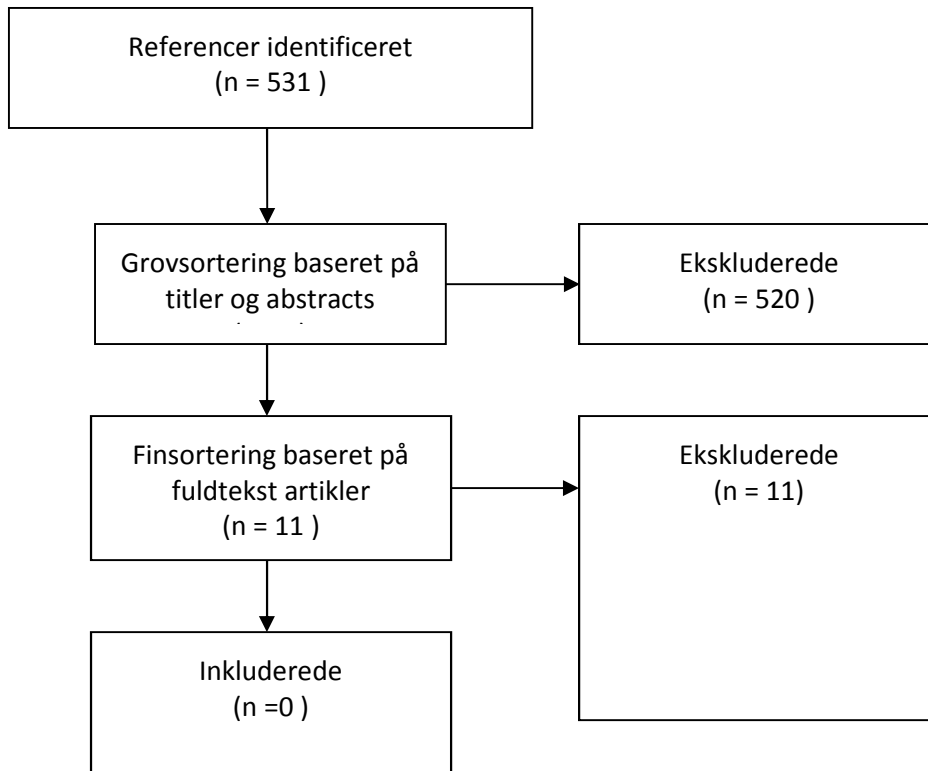 Referencer identificeret
(n = 531 )
Grovsortering baseret på
titler og abstracts
Ekskluderede
(n = 520 )
Finsortering baseret på
fuldtekst artikler
(n = 11 )
Ekskluderede
(n = 11)
Inkluderede
(n =0 )